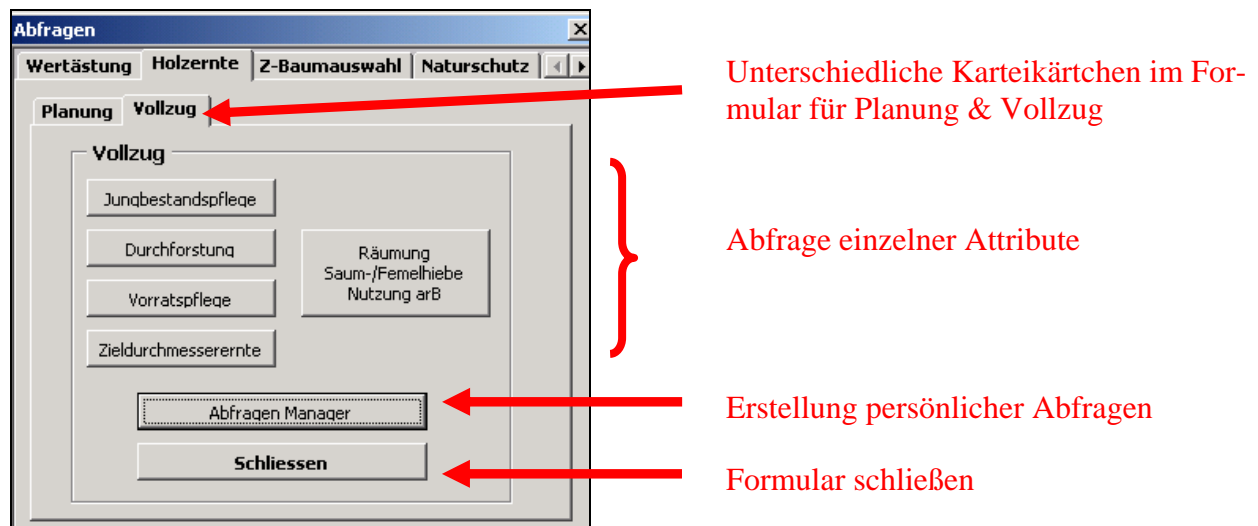 Abfragen
Wertästung Holzernte Z-Baumauswahl Naturschutz
Planung Vollzug
Vollzug
Jungbestandspflege
Durchforstung
Vorratspflege
Zieldurchmesserernte
Räumung
Saum-/Femelhiebe
Nutzung arB
Abfragen Manager
Schliessen
Unterschiedliche Karteikärtchen im For-
mular für Planung & Vollzug
Abfrage einzelner Attribute
Erstellung persönlicher Abfragen
Formular schließen